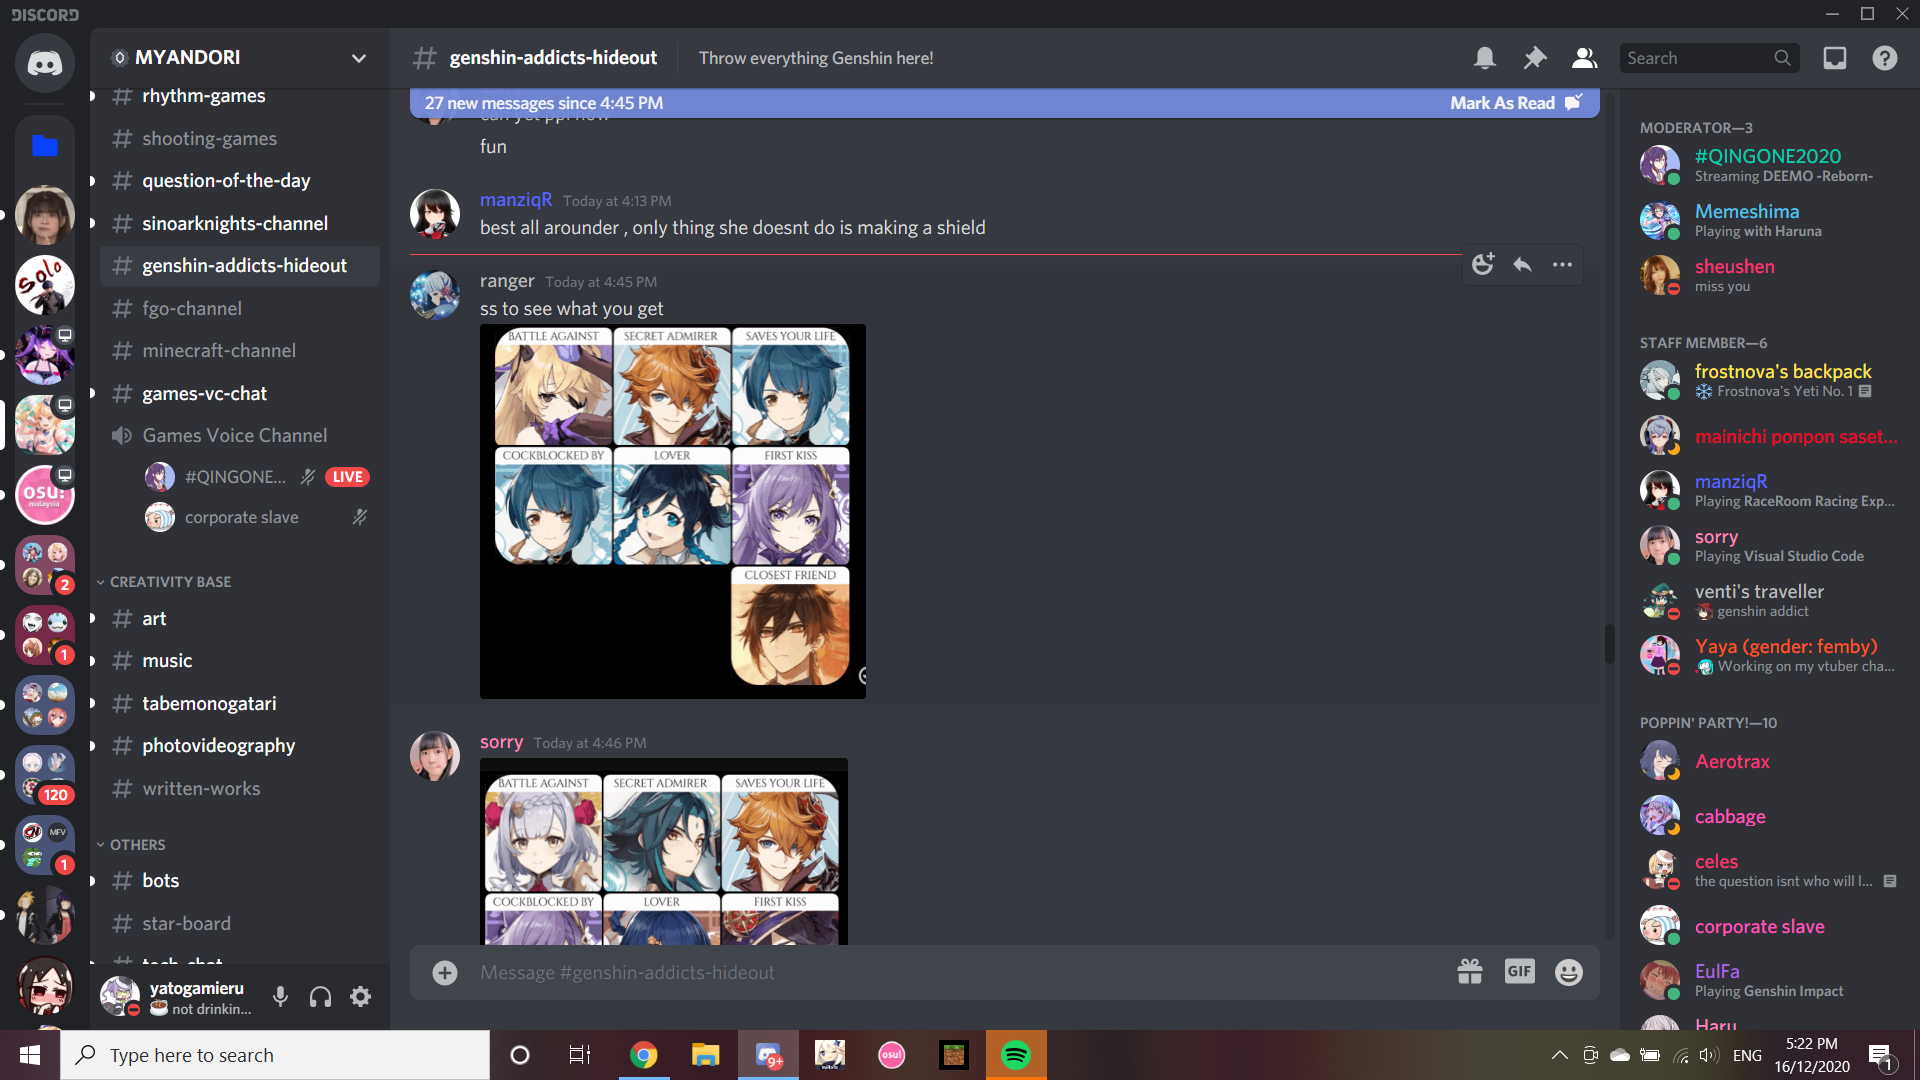 DISCORD
MYANDORI
rhythm-games
shooting-games
question-of-the-day
sinoarknights-channel
genshin-addicts-hideout
fgo-channel
minecraft-channel
games-vc-chat
Games Voice Channel
#QINGONE... LIVE
corporate slave
CREATIVITY BASE
art
music
tabemonogatari
photovideography
written-works
OTHERS
bots
star-board
tech-chat
yatogamieru
not drinkin...
solo
osu!
malaysia
2
1
120
MFV
1
# genshin-addicts-hideout
Throw everything Genshin here!
Search
27 new messages since 4:45 PM
Mark As Read
fun
manziqR Today at 4:13 PM
best all arounder , only thing she doesnt do is making a shield
ranger Today at 4:45 PM
ss to see what you get
BATTLE AGAINST SECRET ADMIRER SAVES YOUR LIFE
COCKBLOCKED BY LOVER FIRST KISS
CLOSEST FRIEND
sorry Today at 4:46 PM
BATTLE AGAINST SECRET ADMIRER SAVES YOUR LIFE
COCKBLOCKED BY LOVER FIRST KISS
Message #genshin-addicts-hideout
GIF
MODERATOR—3
#QINGONE2020
Streaming DEEMO -Reborn-
Memeshima
Playing with Haruna
sheushen
miss you
STAFF MEMBER—6
frostnova's backpack
Frostnova's Yeti No. 1
mainichi ponpon saset...
manziqR
Playing RaceRoom Racing Exp...
sorry
Playing Visual Studio Code
venti's traveller
genshin addict
Yaya (gender: femby)
Working on my vtuber cha...
POPPIN' PARTY!—10
Aerotrax
cabbage
celes
the question isnt who will l...
corporate slave
EulFa
Playing Genshin Impact
Haru
Type here to search
9+
osu!
ENG
5:22 PM
16/12/2020
1